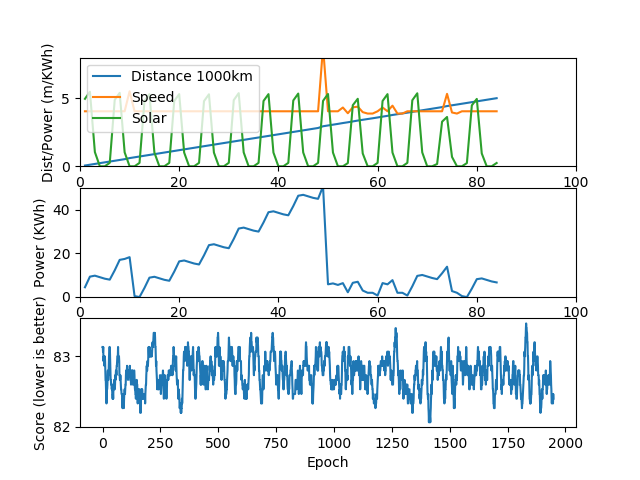 Dist/Power (m/KWh)
5
0
Distance 1000km
Speed
Solar
0 20 40 60 80 100
Power (KWh)
40
20
0
0 20 40 60 80 100
Score (lower is better)
83
82
0 250 500 750 1000 1250 1500 1750 2000
Epoch